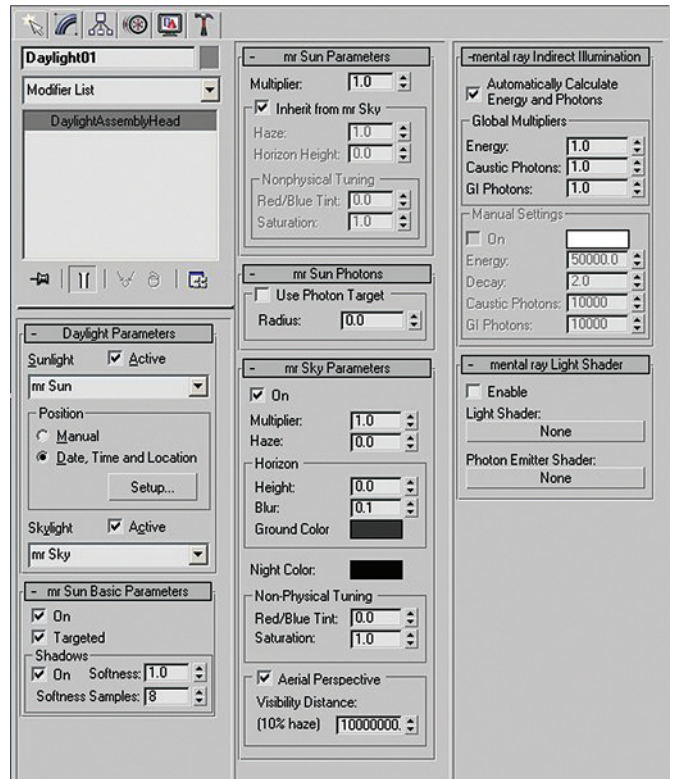 Daylight01
Modifier List
DaylightAssemblyHead
- Daylight Parameters
Sunlight Active
mr Sun
Position
Manual
Date, Time and Location
Setup...
Skylight Active
mr Sky
- mr Sun Basic Parameters
On
Targeted
Shadows
On Softness: 1.0
Softness Samples: 8
- mr Sun Parameters
Multiplier: 1.0
Inherit from mr Sky
Haze: 1.0
Horizon Height: 0.0
Nonphysical Tuning
Red/Blue Tint: 0.0
Saturation: 1.0
- mr Sun Photons
Use Photon Target
Radius: 0.0
- mr Sky Parameters
On
Multiplier: 1.0
Haze: 0.0
Horizon
Height: 0.0
Blur: 0.1
Ground Color
Night Color:
Non-Physical Tuning
Red/Blue Tint: 0.0
Saturation: 1.0
Aerial Perspective
Visibility Distance:
(10% haze) 10000000.
-mental ray Indirect Illumination
Automatically Calculate
Energy and Photons
Global Multipliers
Energy: 1.0
Caustic Photons: 1.0
GI Photons: 1.0
Manual Settings
On
Energy: 50000.0
Decay: 2.0
Caustic Photons: 10000
GI Photons: 10000
- mental ray Light Shader
Enable
Light Shader:
None
Photon Emitter Shader:
None